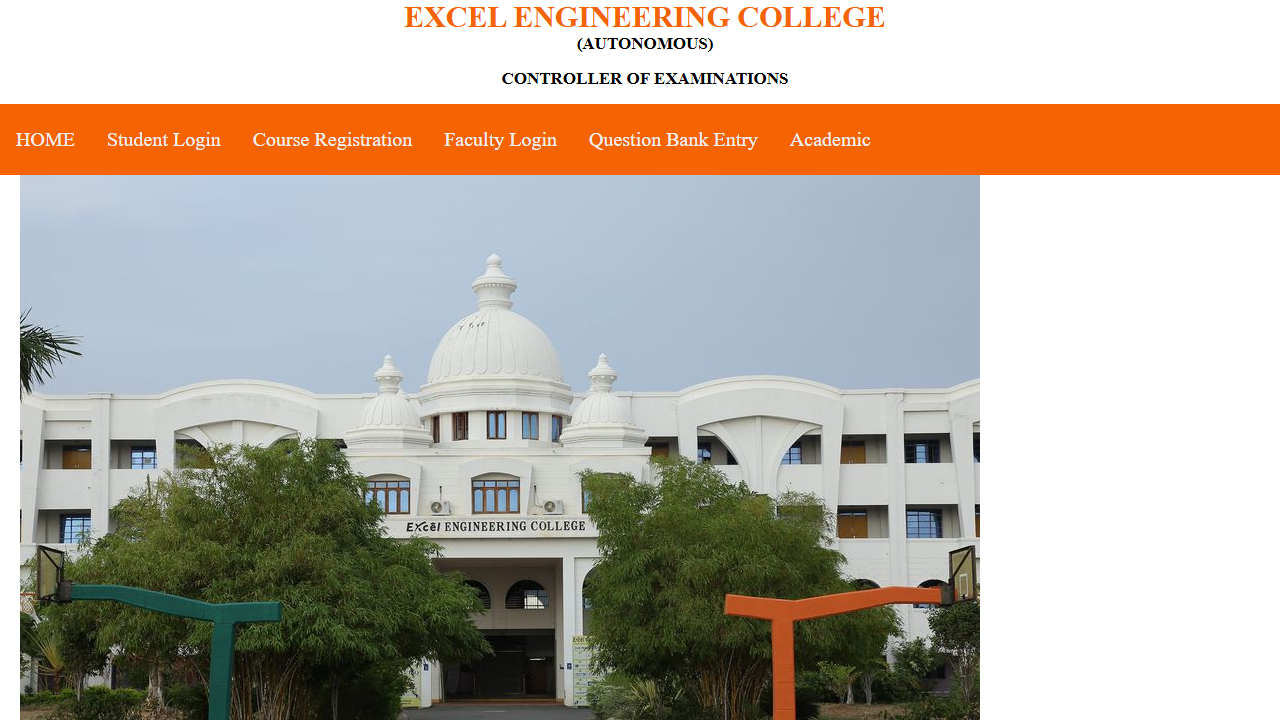 EXCEL ENGINEERING COLLEGE
(AUTONOMOUS)
CONTROLLER OF EXAMINATIONS
HOME Student Login Course Registration Faculty Login Question Bank Entry Academic
Excel ENGINEERING COLLEGE